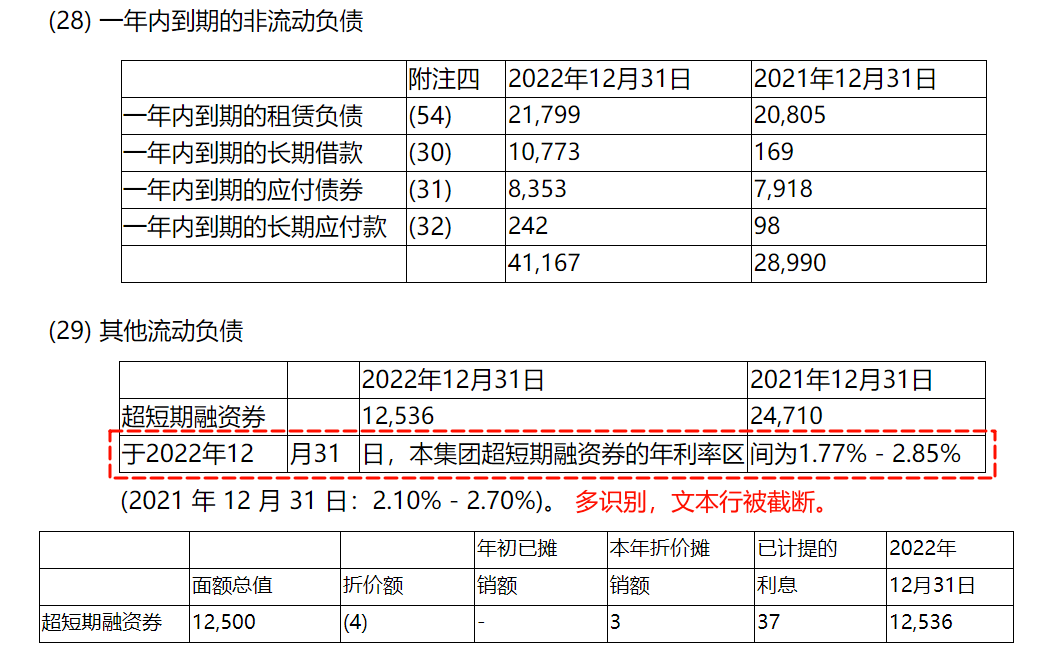 (28) 一年内到期的非流动负债
附注四 2022年12月31日 2021年12月31日
一年内到期的租赁负债 (54) 21,799 20,805
一年内到期的长期借款 (30) 10,773 169
一年内到期的应付债券 (31) 8,353 7,918
一年内到期的长期应付款 (32) 242 98
41,167 28,990
(29) 其他流动负债
2022年12月31日 2021年12月31日
超短期融资券 12,536 24,710
于2022年12 月31 日，本集团超短期融资券的年利率区 间为1.77% - 2.85%
(2021 年 12 月 31 日：2.10% - 2.70%)。 多识别，文本行被截断。
年初已摊 本年折价摊 已计提的 2022年
面额总值 折价额 销额 销额 利息 12月31日
超短期融资券 12,500 (4) - 3 37 12,536